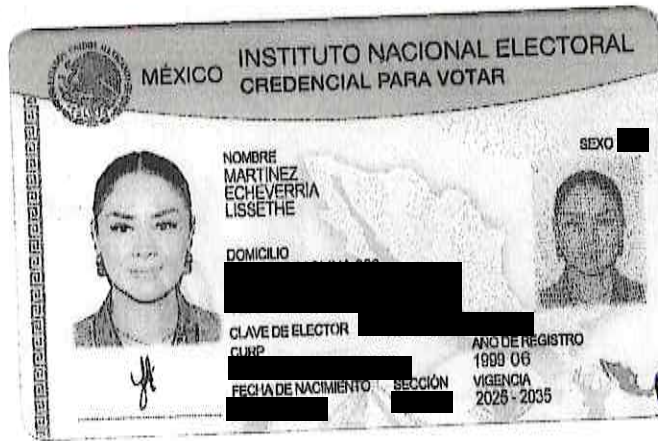 MÉXICO
INSTITUTO NACIONAL ELECTORAL
CREDENCIAL PARA VOTAR
NOMBRE
MARTINEZ
ECHEVERRIA
LISSETHE
SEXO
DOMICILIO
CLAVE DE ELECTOR
CURP
AÑO DE REGISTRO
1999 06
FECHA DE NACIMIENTO
SECCIÓN
VIGENCIA
2025 - 2035